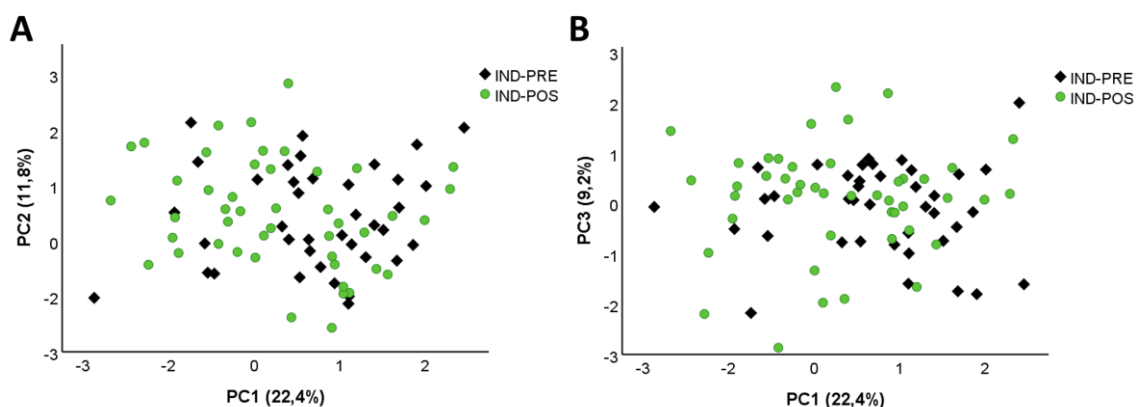 A
3
2
1
0
-1
-2
-3
PC2 (11,8%)
-3
-2
-1
0
1
2
PC1 (22,4%)
IND-PRE
IND-POS
B
3
2
1
0
-1
-2
-3
PC3 (9,2%)
-3
-2
-1
0
1
2
PC1 (22,4%)
IND-PRE
IND-POS